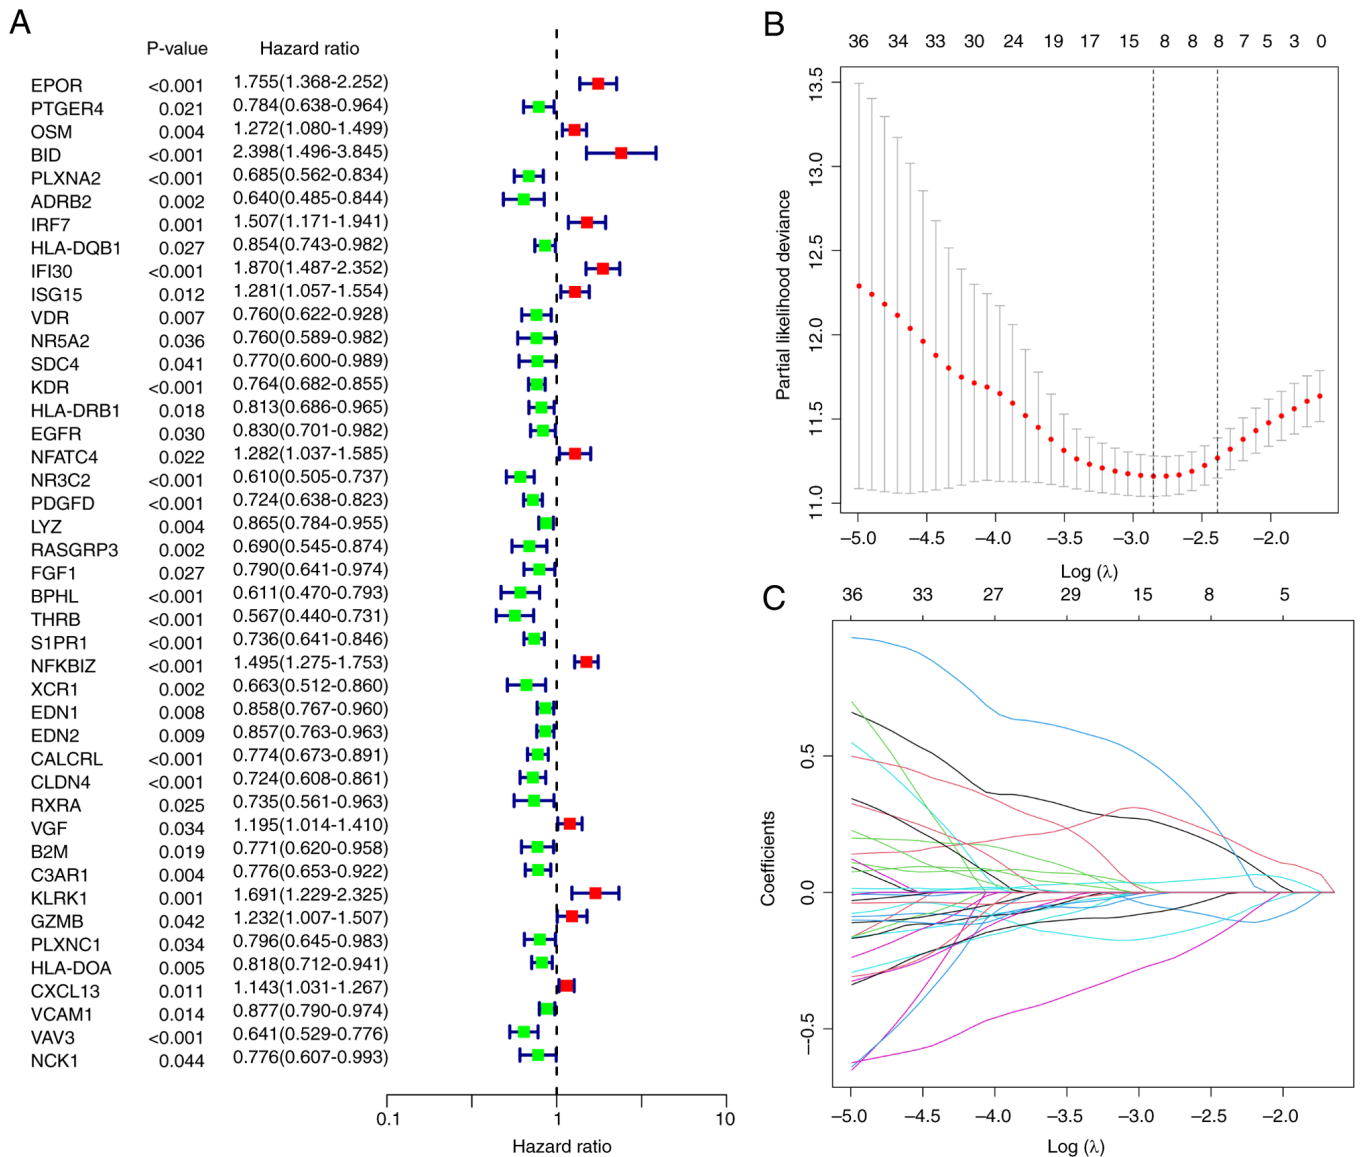 A
P-value Hazard ratio
EPOR <0.001 1.755(1.368-2.252)
PTGER4 0.021 0.784(0.638-0.964)
OSM 0.004 1.272(1.080-1.499)
BID <0.001 2.398(1.496-3.845)
PLXNA2 <0.001 0.685(0.562-0.834)
ADRB2 0.002 0.640(0.485-0.844)
IRF7 0.001 1.507(1.171-1.941)
HLA-DQB1 0.027 0.854(0.743-0.982)
IFI30 <0.001 1.870(1.487-2.352)
ISG15 0.012 1.281(1.057-1.554)
VDR 0.007 0.760(0.622-0.928)
NR5A2 0.036 0.760(0.589-0.982)
SDC4 0.041 0.770(0.600-0.989)
KDR <0.001 0.764(0.682-0.855)
HLA-DRB1 0.018 0.813(0.686-0.965)
EGFR 0.030 0.830(0.701-0.982)
NFATC4 0.022 1.282(1.037-1.585)
NR3C2 <0.001 0.610(0.505-0.737)
PDGFD <0.001 0.724(0.638-0.823)
LYZ 0.004 0.865(0.784-0.955)
RASGRP3 0.002 0.690(0.545-0.874)
FGF1 0.027 0.790(0.641-0.974)
BPHL <0.001 0.611(0.470-0.793)
THRB <0.001 0.567(0.440-0.731)
S1PR1 <0.001 0.736(0.641-0.846)
NFKBIZ <0.001 1.495(1.275-1.753)
XCR1 0.002 0.663(0.512-0.860)
EDN1 0.008 0.858(0.767-0.960)
EDN2 0.009 0.857(0.763-0.963)
CALCRL <0.001 0.774(0.673-0.891)
CLDN4 <0.001 0.724(0.608-0.861)
RXRA 0.025 0.735(0.561-0.963)
VGF 0.034 1.195(1.014-1.410)
B2M 0.019 0.771(0.620-0.958)
C3AR1 0.004 0.776(0.653-0.922)
KLRK1 0.001 1.691(1.229-2.325)
GZMB 0.042 1.232(1.007-1.507)
PLXNC1 0.034 0.796(0.645-0.983)
HLA-DOA 0.005 0.818(0.712-0.941)
CXCL13 0.011 1.143(1.031-1.267)
VCAM1 0.014 0.877(0.790-0.974)
VAV3 <0.001 0.641(0.529-0.776)
NCK1 0.044 0.776(0.607-0.993)
0.1 1 10
Hazard ratio
B
36 34 33 30 24 19 17 15 8 8 8 7 5 3 0
13.5
13.0
12.5
12.0
11.5
11.0
Partial likelihood deviance
–5.0 –4.5 –4.0 –3.5 –3.0 –2.5 –2.0
Log (λ)
C
36 33 27 29 15 8 5
0.5
0.0
–0.5
Coefficients
–5.0 –4.5 –4.0 –3.5 –3.0 –2.5 –2.0
Log (λ)